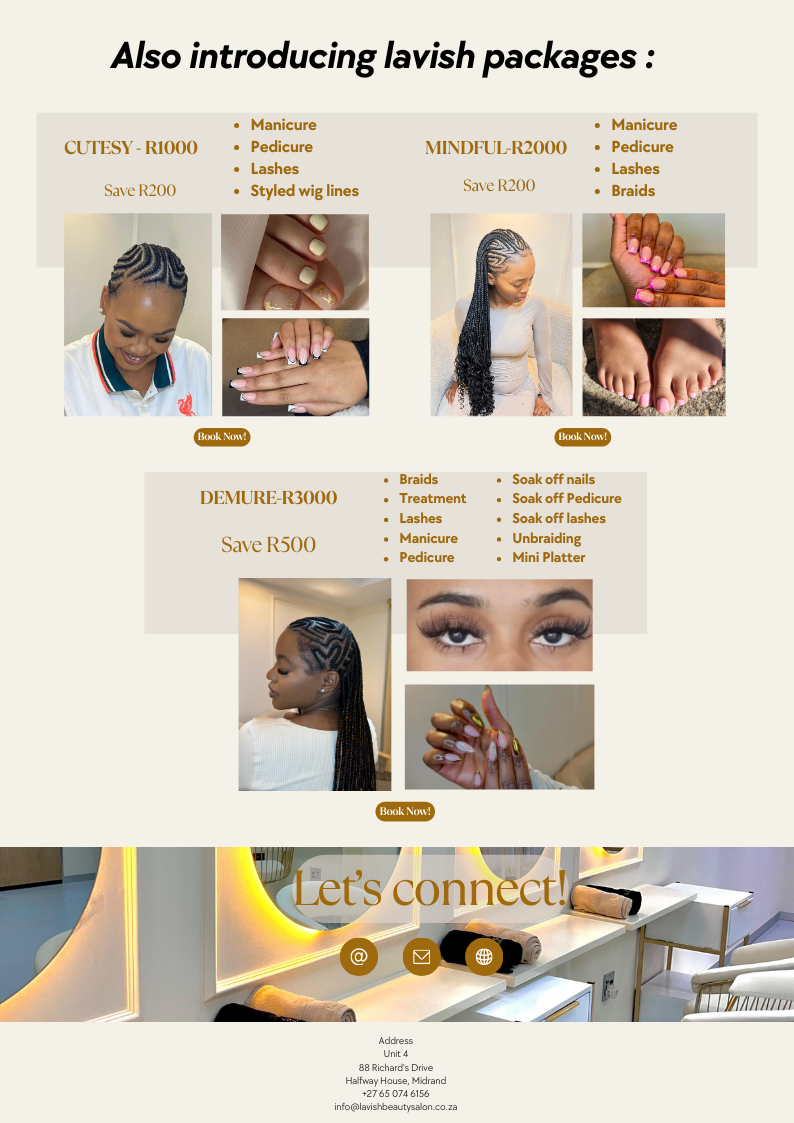 Also introducing lavish packages :
CUTESY - R1000
Save R200
• Manicure
• Pedicure
• Lashes
• Styled wig lines
MINDFUL-R2000
Save R200
• Manicure
• Pedicure
• Lashes
• Braids
Book Now!
Book Now!
DEMURE-R3000
Save R500
• Braids
• Treatment
• Lashes
• Manicure
• Pedicure
• Soak off nails
• Soak off Pedicure
• Soak off lashes
• Unbraiding
• Mini Platter
Book Now!
Let's connect!
@
Address
Unit 4
88 Richard's Drive
Halfway House, Midrand
+27 65 074 6156
info@lavishbeautysalon.co.za